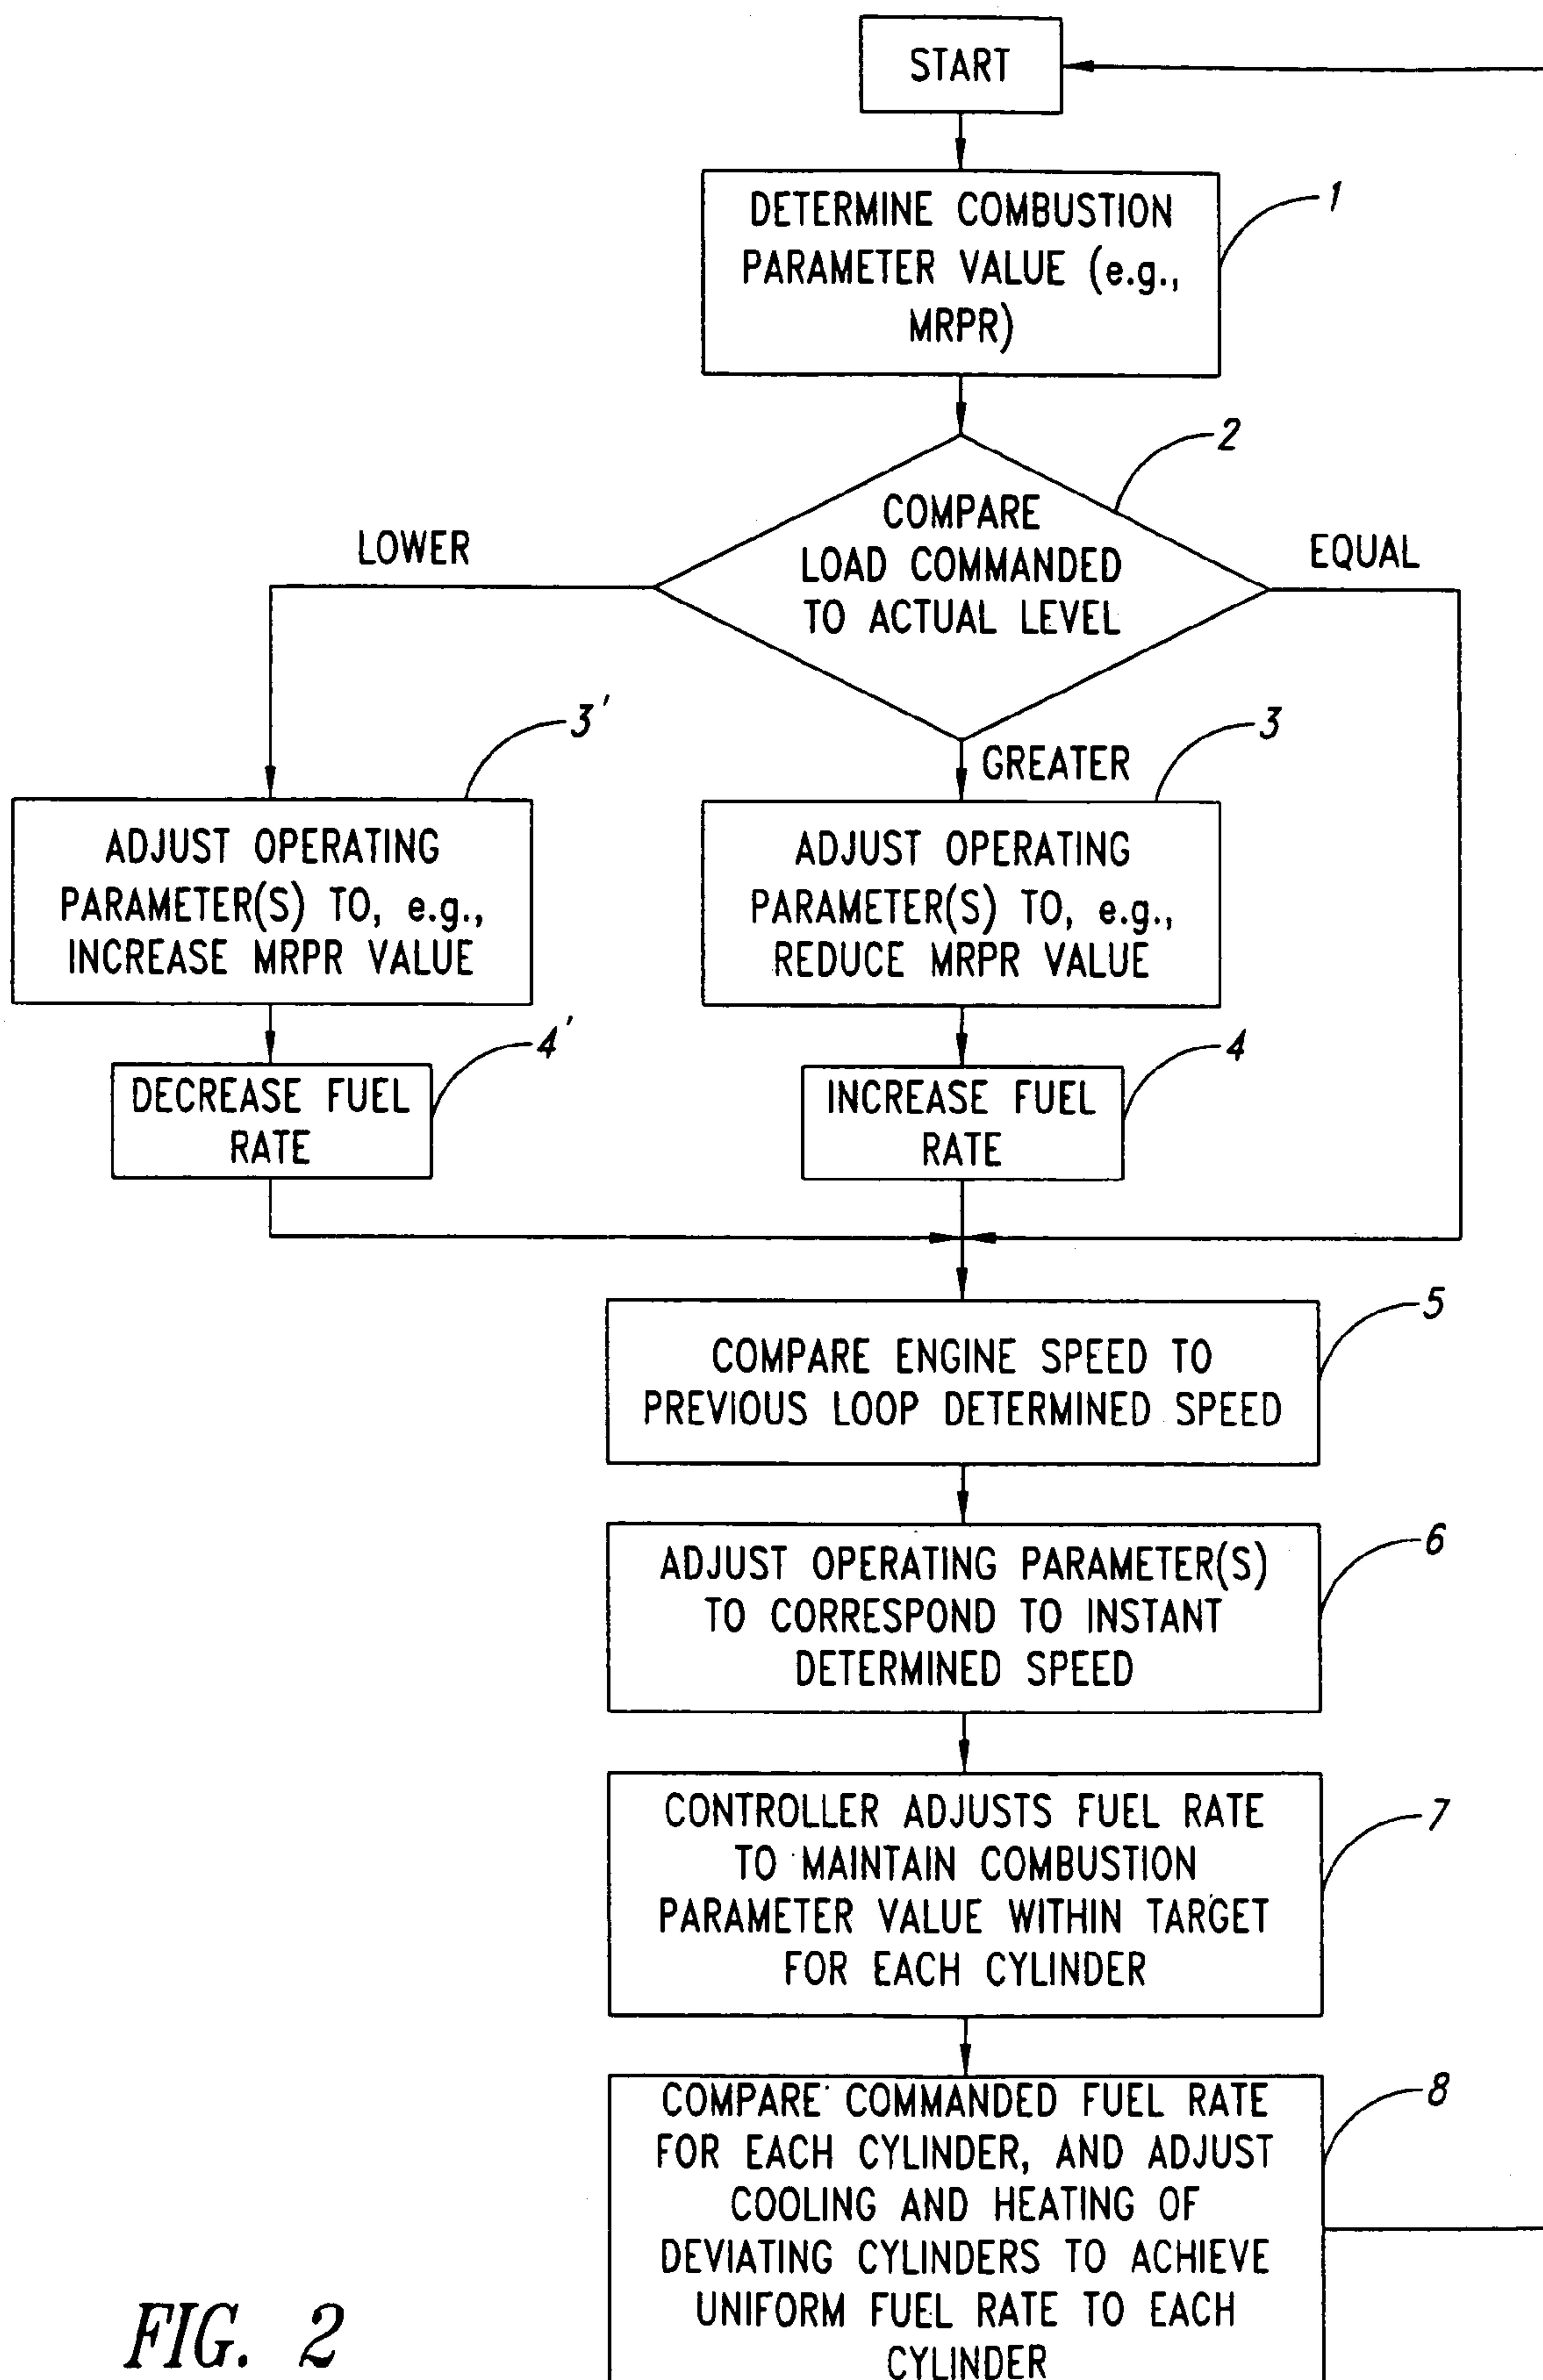 START
DETERMINE COMBUSTION
PARAMETER VALUE (e.g.,
MRPR)
1
COMPARE
LOAD COMMANDED
TO ACTUAL LEVEL
2
LOWER
EQUAL
GREATER
3'
ADJUST OPERATING
PARAMETER(S) TO, e.g.,
INCREASE MRPR VALUE
3
ADJUST OPERATING
PARAMETER(S) TO, e.g.,
REDUCE MRPR VALUE
4'
DECREASE FUEL
RATE
4
INCREASE FUEL
RATE
5
COMPARE ENGINE SPEED TO
PREVIOUS LOOP DETERMINED SPEED
6
ADJUST OPERATING PARAMETER(S)
TO CORRESPOND TO INSTANT
DETERMINED SPEED
7
CONTROLLER ADJUSTS FUEL RATE
TO MAINTAIN COMBUSTION
PARAMETER VALUE WITHIN TARGET
FOR EACH CYLINDER
8
COMPARE COMMANDED FUEL RATE
FOR EACH CYLINDER, AND ADJUST
COOLING AND HEATING OF
DEVIATING CYLINDERS TO ACHIEVE
UNIFORM FUEL RATE TO EACH
CYLINDER
FIG. 2